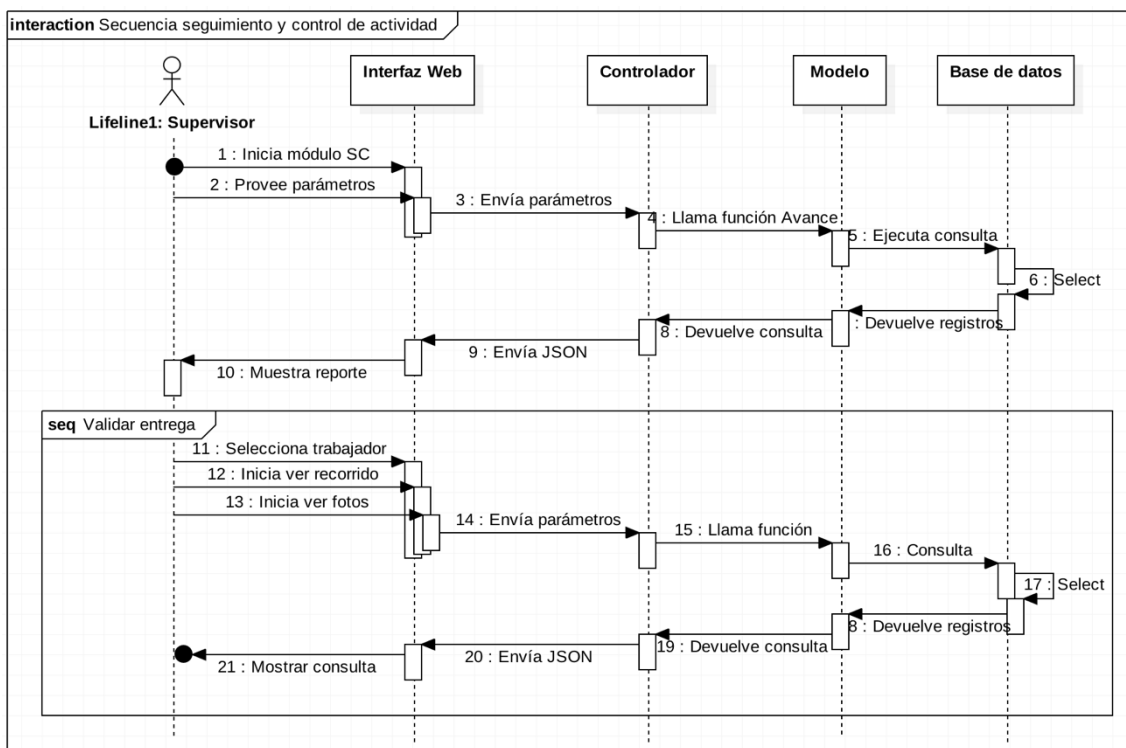 interaction Secuencia seguimiento y control de actividad
Interfaz Web
Controlador
Modelo
Base de datos
Lifeline1: Supervisor
1 : Inicia módulo SC
2 : Provee parámetros
3 : Envía parámetros
4 : Llama función Avance
5 : Ejecuta consulta
6 : Select
: Devuelve registros
8 : Devuelve consulta
9 : Envía JSON
10 : Muestra reporte
seq Validar entrega
11 : Selecciona trabajador
12 : Inicia ver recorrido
13 : Inicia ver fotos
14 : Envía parámetros
15 : Llama función
16 : Consulta
17 : Select
8 : Devuelve registros
19 : Devuelve consulta
20 : Envía JSON
21 : Mostrar consulta